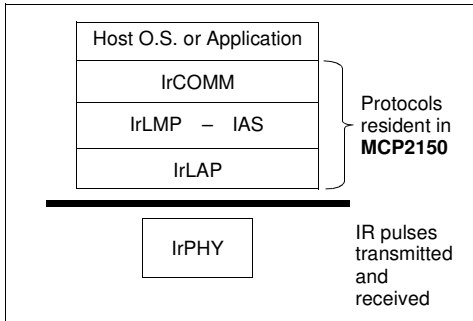 Host O.S. or Application
IrCOMM
IrLMP – IAS
IrLAP
Protocols
resident in
MCP2150
IrPHY
IR pulses
transmitted
and
received